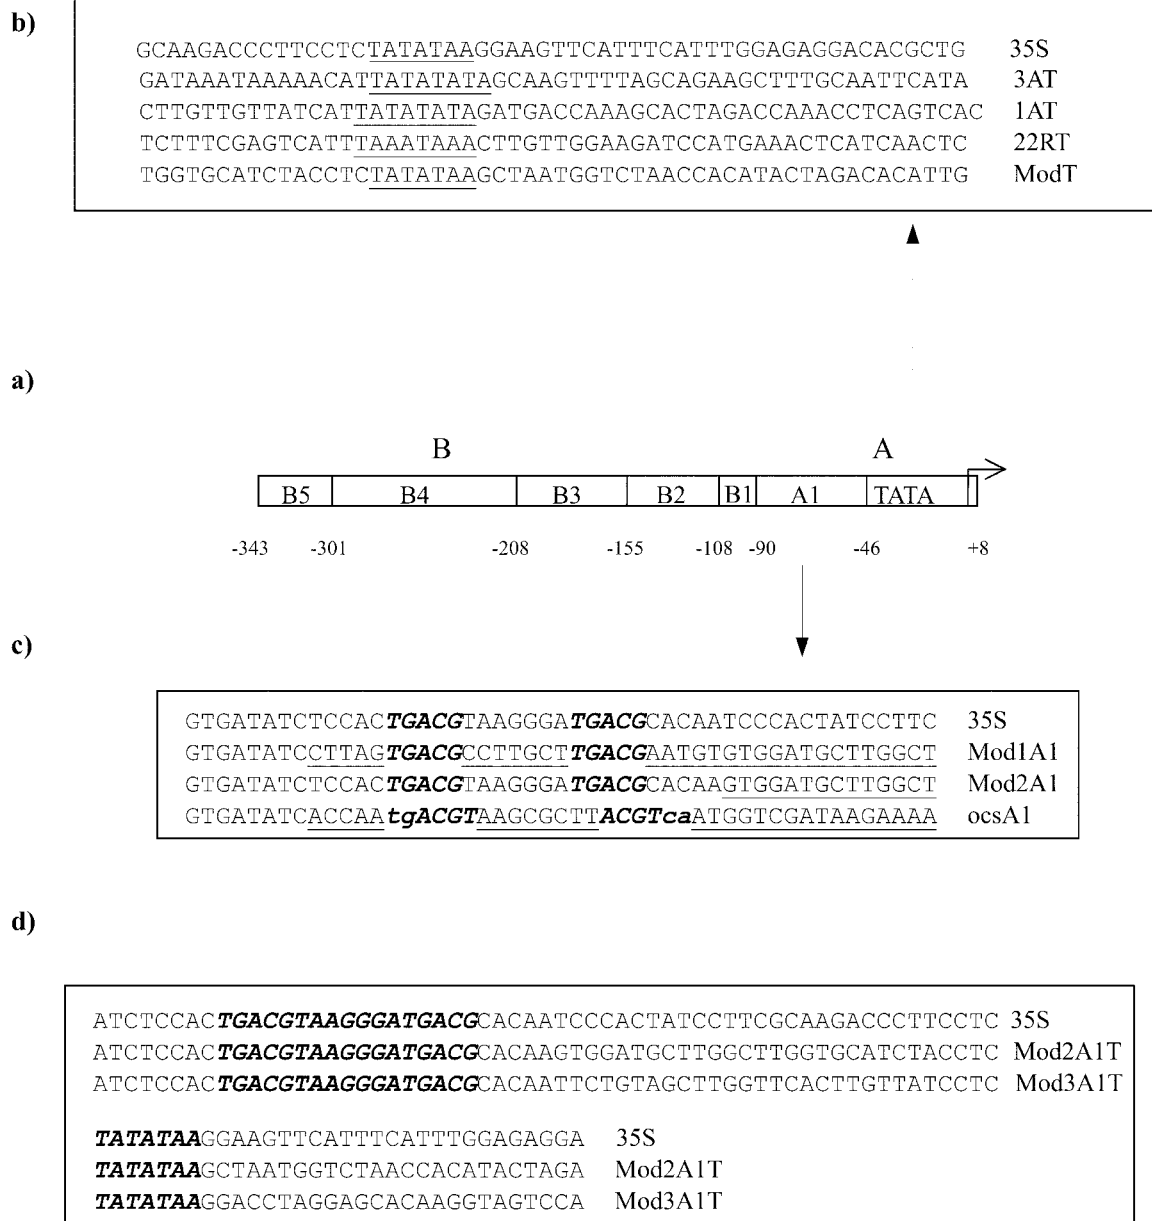 b)
GCAAGACCCTTCCTCTATATAAGGAAGTTCATTTCATTTGGAGAGGACACGCTG 35S
GATAAATAAAAACATTATATATAGCAAGTTTTAGCAGAAGCTTTGCAATTCATA 3AT
CTTGTTGTTATCATTATATATAGATGACCAAAGCACTAGACCAAACCTCAGTCAC 1AT
TCTTTCGAGTCATTTAAATAAACTTGTTGGAAGATCCATGAAACTCATCAACTC 22RT
TGGTGCATCTACCTCTATATAAGCTAATGGTCTAACCACATACTAGACACATTG ModT
a)
B A
B5 B4 B3 B2 B1 A1 TATA
-343 -301 -208 -155 -108 -90 -46 +8
c)
GTGATATCTCCACTGACGTAAGGGATGACGCACAATCCCACTATCCTTC 35S
GTGATATCCTTAGTGACGCCTTGCTTGACGAATGTGTGGATGCTTGGCT Mod1A1
GTGATATCTCCACTGACGTAAGGGATGACGCACAAGTGGATGCTTGGCT Mod2A1
GTGATATCACCAAtgACGTAAGCGCTTACGTcaATGGTCGATAAGAAAA ocsA1
d)
ATCTCCACTGACGTAAGGGATGACGCACAATCCCACTATCCTTCGCAAGACCCTTCCTC 35S
ATCTCCACTGACGTAAGGGATGACGCACAAGTGGATGCTTGGCTTGGTGCATCTACCTC Mod2A1T
ATCTCCACTGACGTAAGGGATGACGCACAATTCTGTAGCTTGGTTCACTTGTTATCCTC Mod3A1T
TATATAAGGAAGTTCATTTCATTTGGAGAGGA 35S
TATATAAGCTAATGGTCTAACCACATACTAGA Mod2A1T
TATATAAGGACCTAGGAGCACAAGGTAGTCCA Mod3A1T